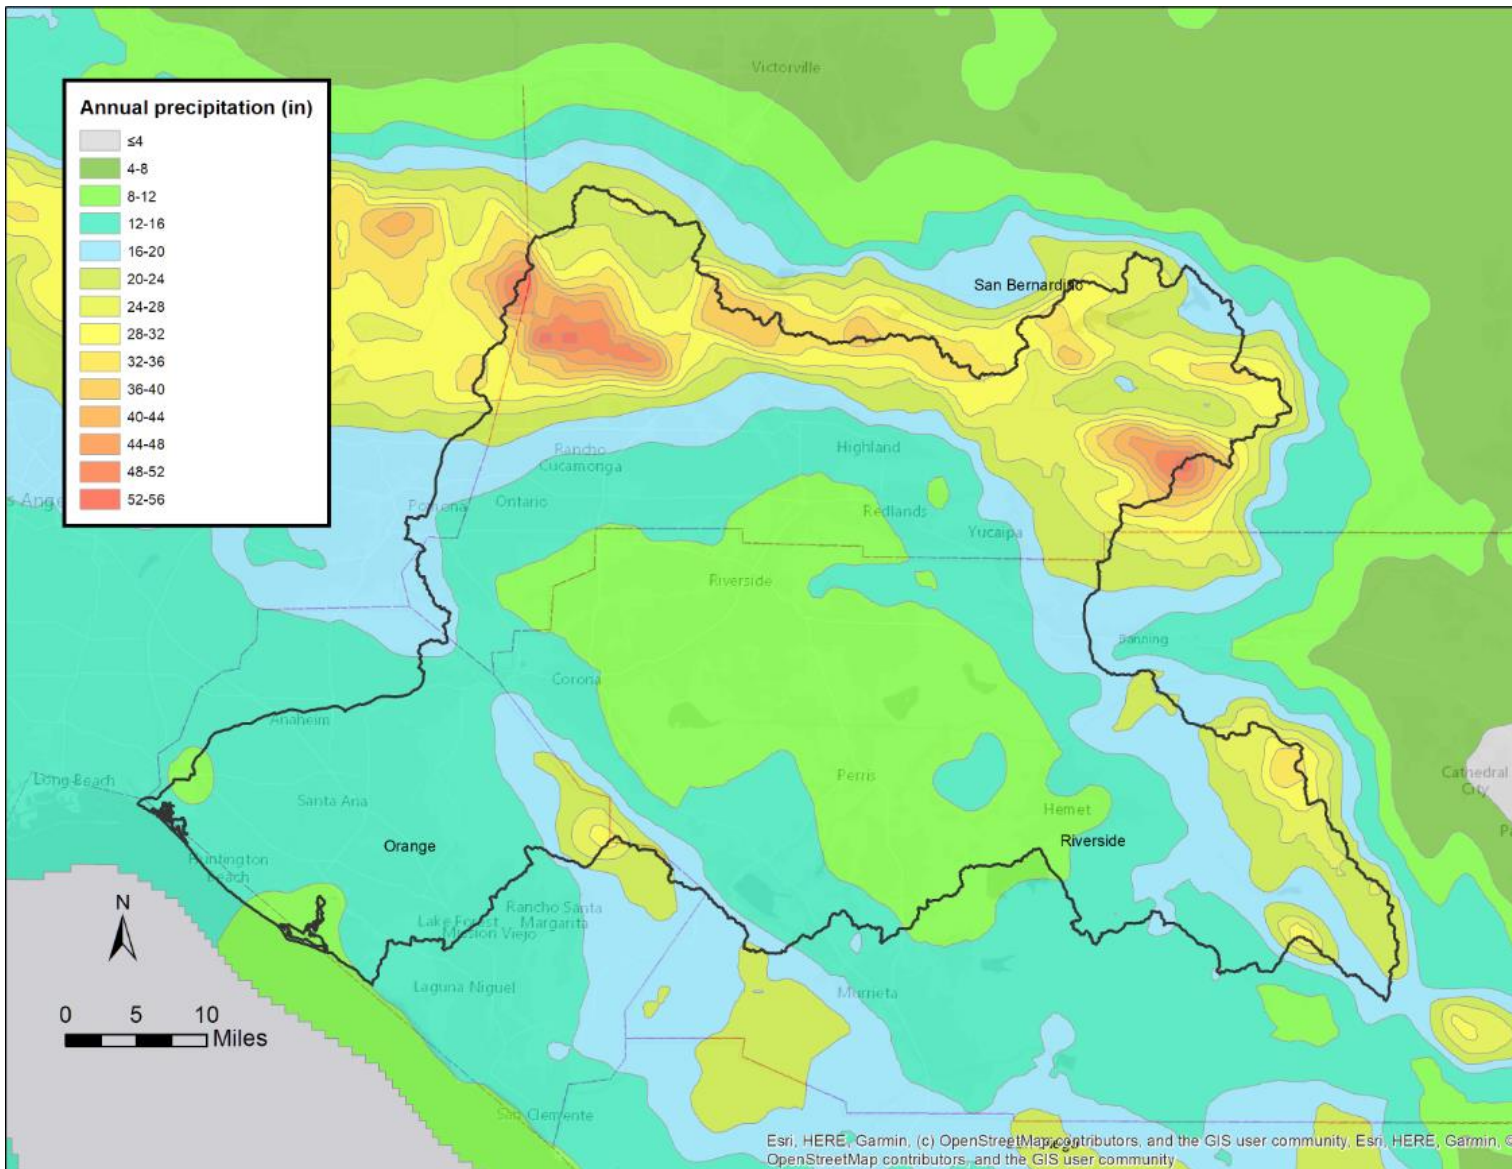 Victorville
Annual precipitation (in)
≤4
4-8
8-12
12-16
16-20
20-24
24-28
28-32
32-36
36-40
40-44
44-48
48-52
52-56
San Bernardino
Rancho
Cucamonga
Highland
s Ange
Pomona
Ontario
Redlands
Yucaipa
Riverside
Banning
Corona
Anaheim
Long Beach
Perris
Cathedral
City
Santa Ana
Hemet
Orange
Riverside
Huntington
Beach
N
Lake Forest
Rancho Santa
Margarita
Mission Viejo
Laguna Niguel
Murrieta
0 5 10
Miles
San Clemente
Esri, HERE, Garmin, (c) OpenStreetMap contributors, and the GIS user community, Esri, HERE, Garmin,
OpenStreetMap contributors, and the GIS user community